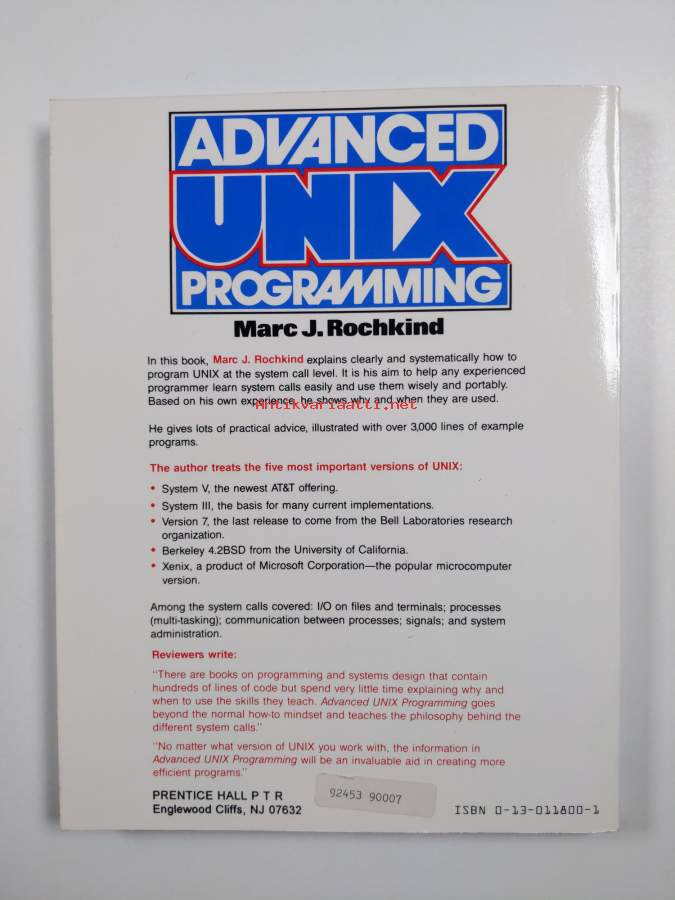 ADVANCED
UNIX
PROGRAMMING
Marc J. Rochkind
In this book, Marc J. Rochkind explains clearly and systematically how to
program UNIX at the system call level. It is his aim to help any experienced
programmer learn system calls easily and use them wisely and portably.
Based on his own experience, he shows why and when they are used.
Antikvariaatti.net
He gives lots of practical advice, illustrated with over 3,000 lines of example
programs.
The author treats the five most important versions of UNIX:
• System V, the newest AT&T offering.
• System III, the basis for many current implementations.
• Version 7, the last release to come from the Bell Laboratories research
organization.
• Berkeley 4.2BSD from the University of California.
• Xenix, a product of Microsoft Corporation—the popular microcomputer
version.
Among the system calls covered: I/O on files and terminals; processes
(multi-tasking); communication between processes; signals; and system
administration.
Reviewers write:
"There are books on programming and systems design that contain
hundreds of lines of code but spend very little time explaining why and
when to use the skills they teach. Advanced UNIX Programming goes
beyond the normal how-to mindset and teaches the philosophy behind the
different system calls."
"No matter what version of UNIX you work with, the information in
Advanced UNIX Programming will be an invaluable aid in creating more
efficient programs."
PRENTICE HALL P T R
Englewood Cliffs, NJ 07632
92453 90007
ISBN 0-13-011800-1